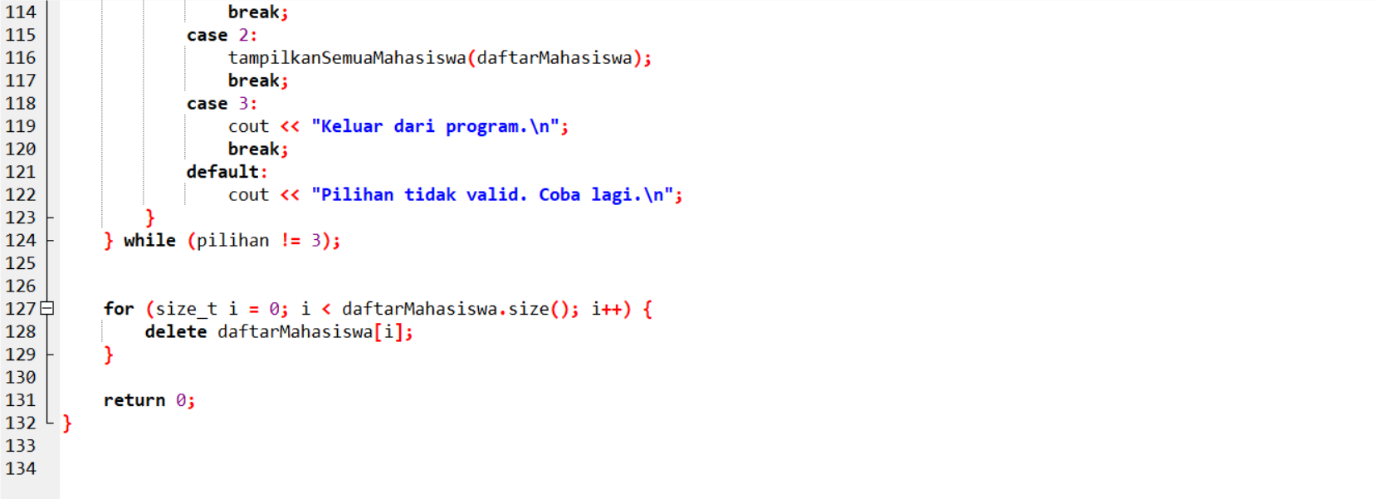 114                 break;
115             case 2:
116                 tampilkanSemuaMahasiswa(daftarMahasiswa);
117                 break;
118             case 3:
119                 cout << "Keluar dari program.\n";
120                 break;
121             default:
122                 cout << "Pilihan tidak valid. Coba lagi.\n";
123         }
124     } while (pilihan != 3);
125
126
127     for (size_t i = 0; i < daftarMahasiswa.size(); i++) {
128         delete daftarMahasiswa[i];
129     }
130
131     return 0;
132 }
133
134